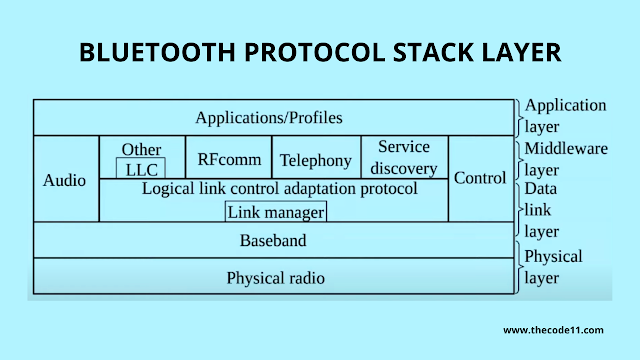 BLUETOOTH PROTOCOL STACK LAYER
Applications/Profiles
Application
layer
Audio
Other
LLC
RFcomm
Telephony
Service
discovery
Control
Middleware
layer
Logical link control adaptation protocol
Link manager
Data
link
layer
Baseband
Physical radio
Physical
layer
www.thecode11.com